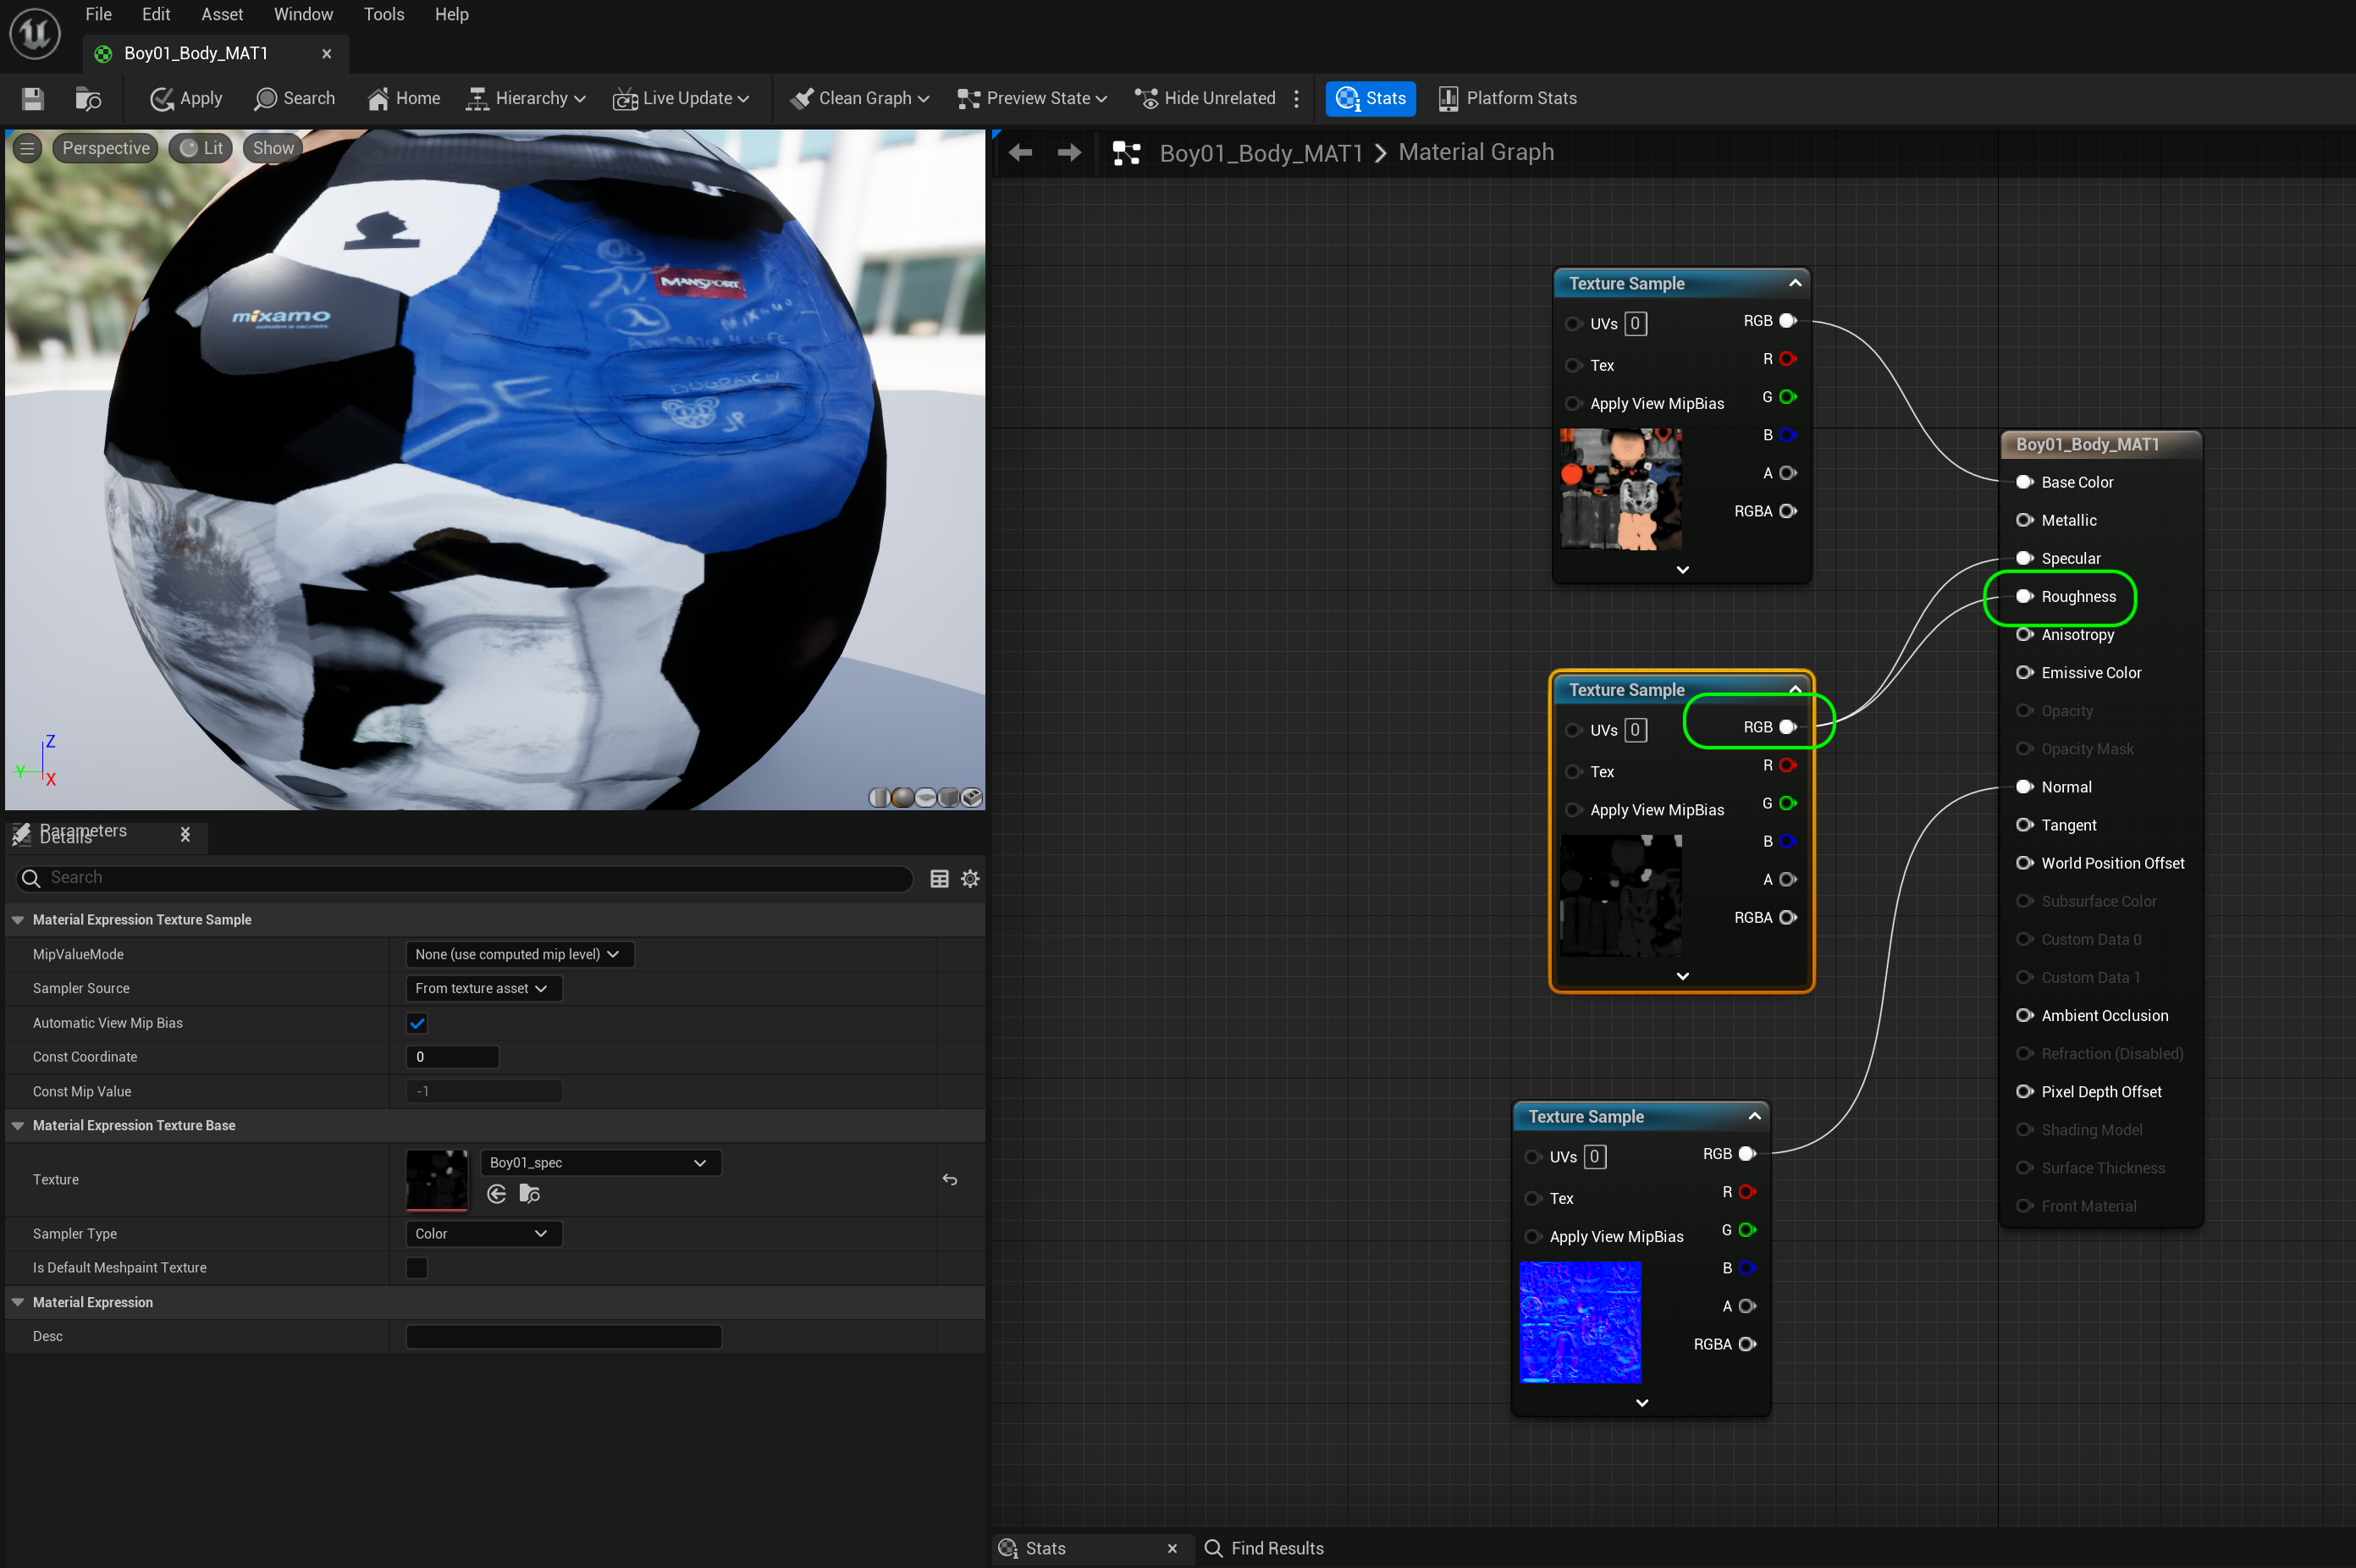 File Edit Asset Window Tools Help
Boy01_Body_MAT1
Apply Search Home Hierarchy Live Update Clean Graph Preview State Hide Unrelated Stats Platform Stats
Perspective Lit Show
mixamo
MANSPORT
ANIMATOR 4 LIFE
DOGPATCH
JP
Z
Y
X
Parameters
Details
Search
Material Expression Texture Sample
MipValueMode None (use computed mip level)
Sampler Source From texture asset
Automatic View Mip Bias
Const Coordinate 0
Const Mip Value -1
Material Expression Texture Base
Texture Boy01_spec
Sampler Type Color
Is Default Meshpaint Texture
Material Expression
Desc
Boy01_Body_MAT1 > Material Graph
Texture Sample
UVs 0 RGB
Tex R
Apply View MipBias G
B
A
RGBA
Texture Sample
UVs 0 RGB
Tex R
Apply View MipBias G
B
A
RGBA
Texture Sample
UVs 0 RGB
Tex R
Apply View MipBias G
B
A
RGBA
Boy01_Body_MAT1
Base Color
Metallic
Specular
Roughness
Anisotropy
Emissive Color
Opacity
Opacity Mask
Normal
Tangent
World Position Offset
Subsurface Color
Custom Data 0
Custom Data 1
Ambient Occlusion
Refraction (Disabled)
Pixel Depth Offset
Shading Model
Surface Thickness
Front Material
Stats Find Results